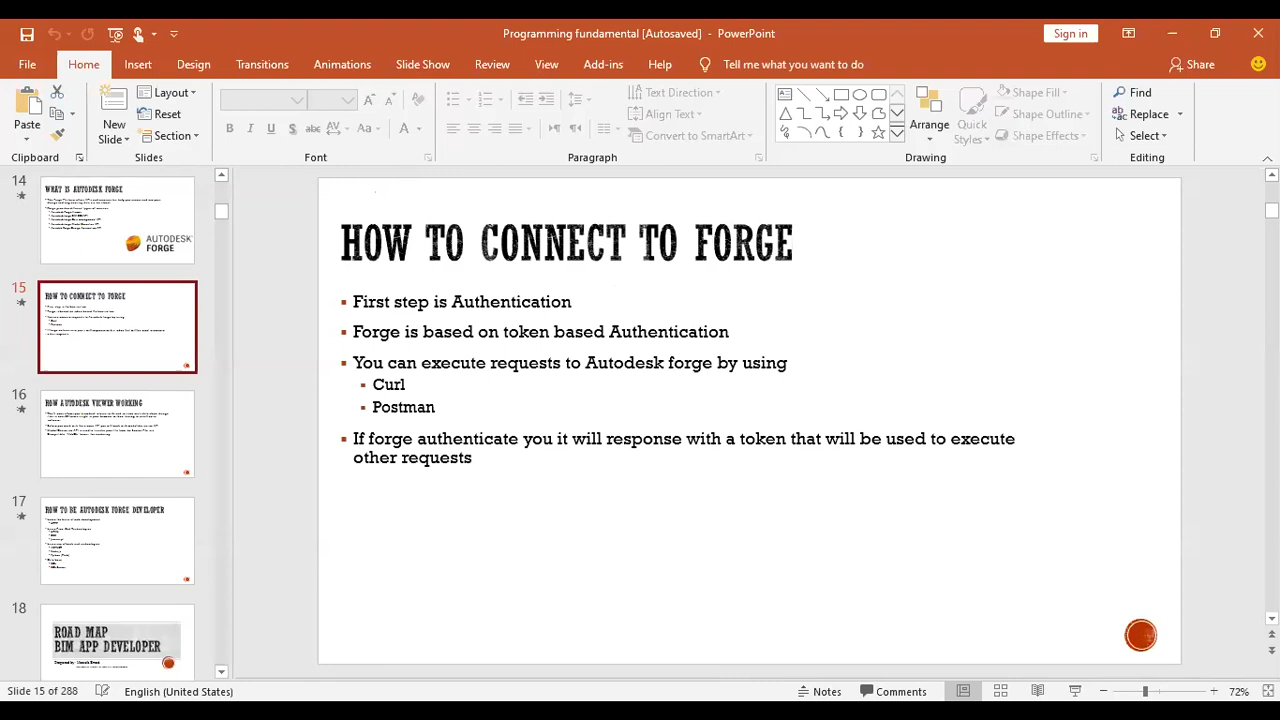 Programming fundamental [Autosaved] - PowerPoint
Sign in
File Home Insert Design Transitions Animations Slide Show Review View Add-ins Help Tell me what you want to do Share
Paste
New Slide
Layout
Reset
Section
B I U S abc AV Aa A
Text Direction
Align Text
Convert to SmartArt
Arrange
Quick Styles
Shape Fill
Shape Outline
Shape Effects
Find
Replace
Select
Clipboard Slides Font Paragraph Drawing Editing
14
WHAT IS AUTODESK FORGE
AUTODESK
FORGE
15
HOW TO CONNECT TO FORGE
16
HOW AUTODESK VIEWER WORKING
17
HOW TO BE AUTODESK FORGE DEVELOPER
18
ROAD MAP
BIM APP DEVELOPER
HOW TO CONNECT TO FORGE
First step is Authentication
Forge is based on token based Authentication
You can execute requests to Autodesk forge by using
Curl
Postman
If forge authenticate you it will response with a token that will be used to execute
other requests
Slide 15 of 288 English (United States) Notes Comments 72%